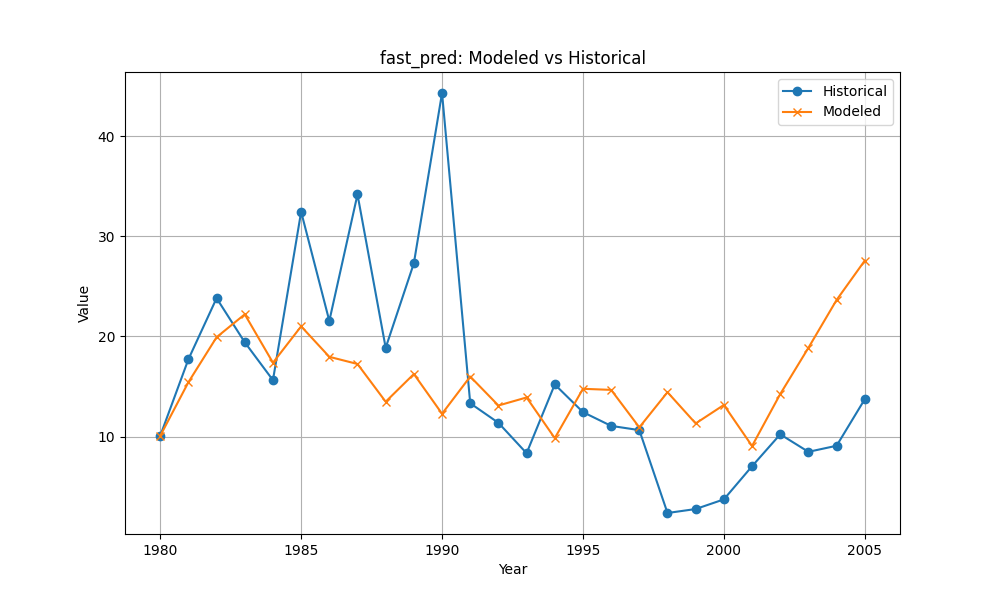 fast_pred: Modeled vs Historical
Historical
Modeled
40
30
20
10
Value
1980
1985
1990
1995
2000
2005
Year